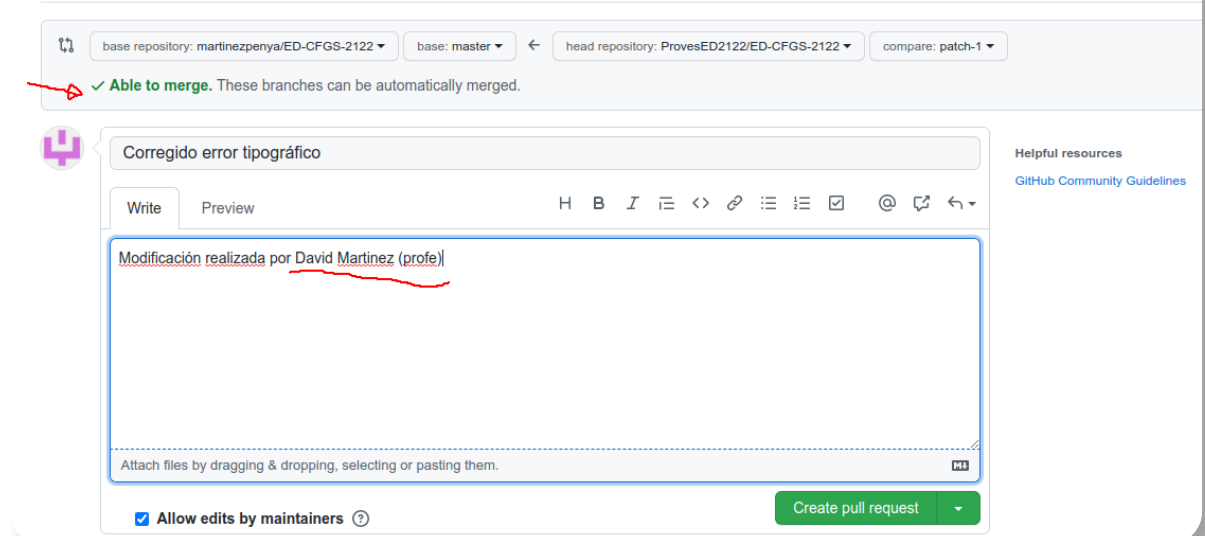 base repository: martinezpenya/ED-CFGS-2122 base: master head repository: ProvesED2122/ED-CFGS-2122 compare: patch-1
Able to merge. These branches can be automatically merged.
Corregido error tipográfico
Helpful resources
GitHub Community Guidelines
Write Preview
Modificación realizada por David Martinez (profe)
Attach files by dragging & dropping, selecting or pasting them.
Allow edits by maintainers
Create pull request